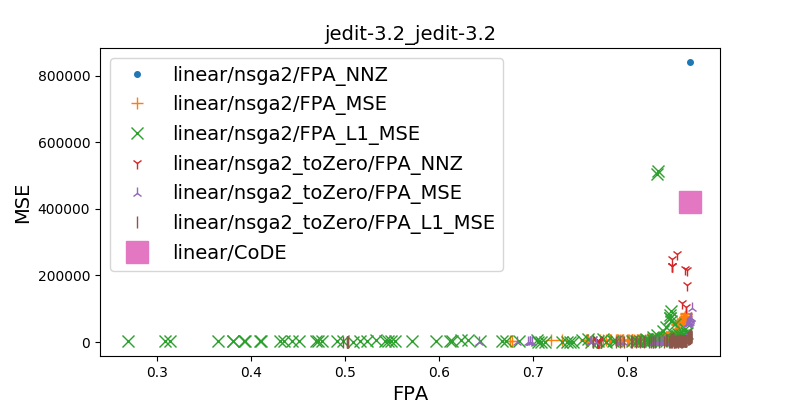 jedit-3.2_jedit-3.2
800000
600000
400000
200000
0
MSE
linear/nsga2/FPA_NNZ
linear/nsga2/FPA_MSE
linear/nsga2/FPA_L1_MSE
linear/nsga2_toZero/FPA_NNZ
linear/nsga2_toZero/FPA_MSE
linear/nsga2_toZero/FPA_L1_MSE
linear/CoDE
0.3 0.4 0.5 0.6 0.7 0.8
FPA